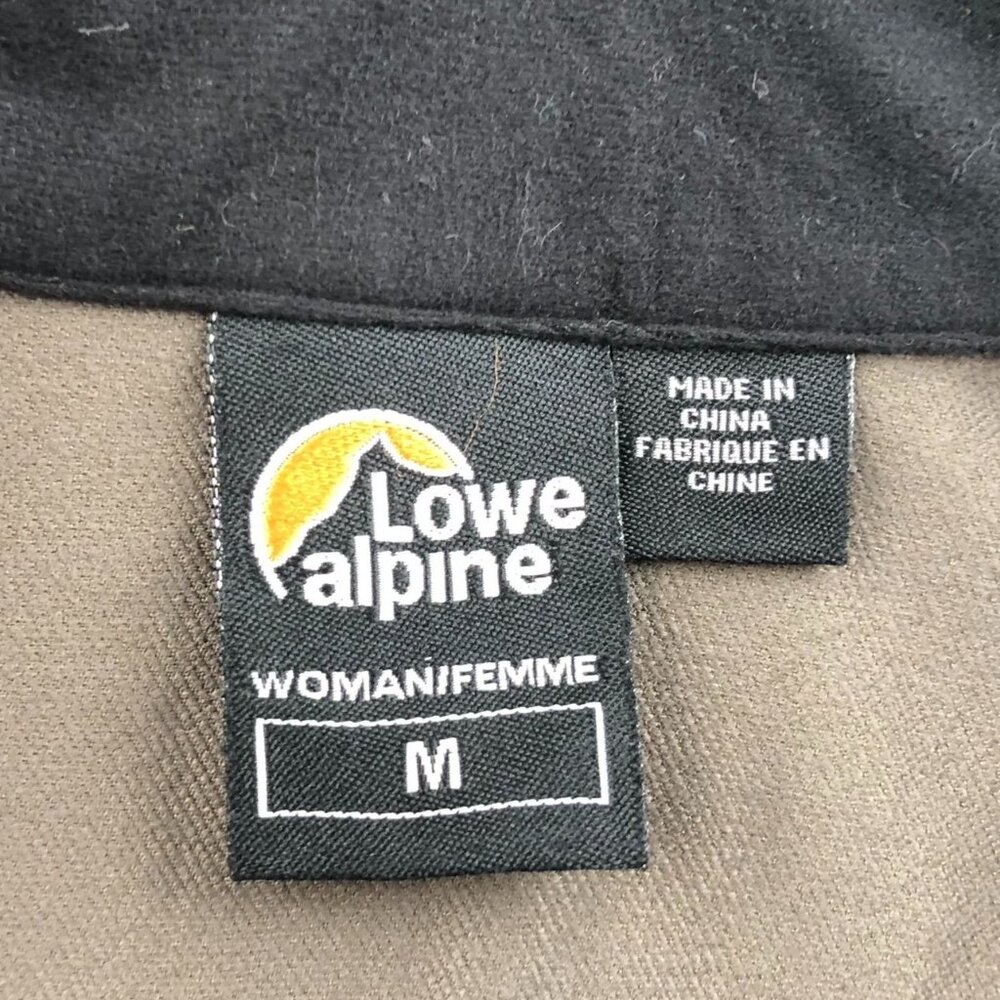 Lowe
alpine
WOMAN/FEMME
M
MADE IN
CHINA
FABRIQUE EN
CHINE